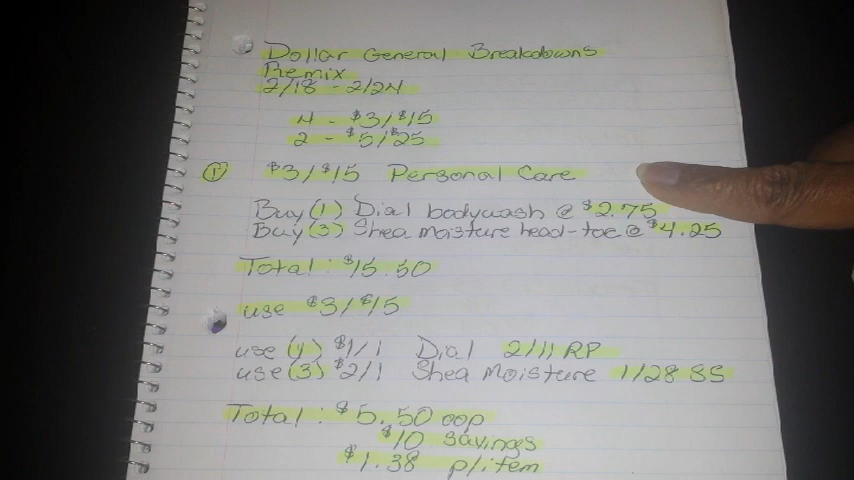 Dollar General Breakdowns
Remix
2/18 - 2/24
4 - $3/$15
2 - $5/$25
① $3/$15 Personal Care
Buy (1) Dial bodywash @ $2.75
Buy (3) Shea moisture head-toe @ $4.25
Total: $15.50
use $3/$15
use (1) $1/1 Dial 2/11 RP
use (3) $2/1 Shea Moisture 1/28 SS
Total: $5.50 oop
$10 savings
$1.38 p/item